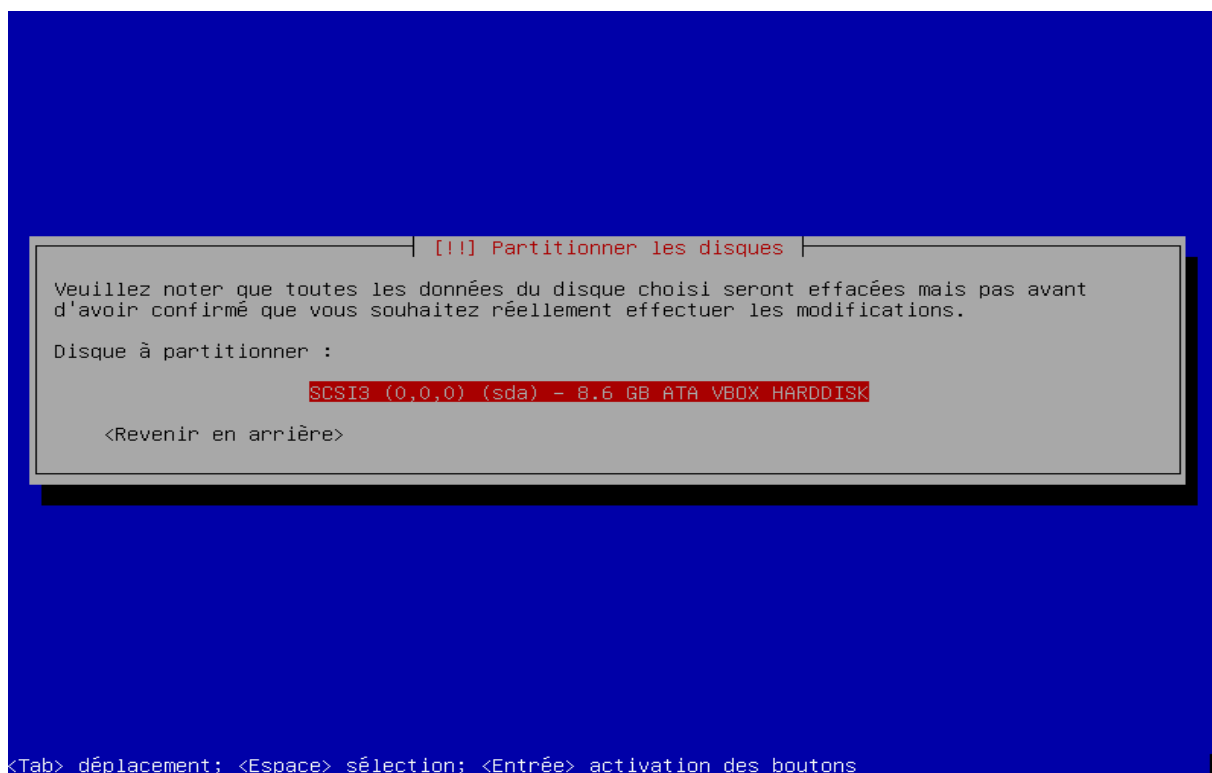 [!!] Partitionner les disques
Veuillez noter que toutes les données du disque choisi seront effacées mais pas avant
d'avoir confirmé que vous souhaitez réellement effectuer les modifications.
Disque à partitionner :
SCSI3 (0,0,0) (sda) – 8.6 GB ATA VBOX HARDDISK
<Revenir en arrière>
<Tab> déplacement; <Espace> sélection; <Entrée> activation des boutons